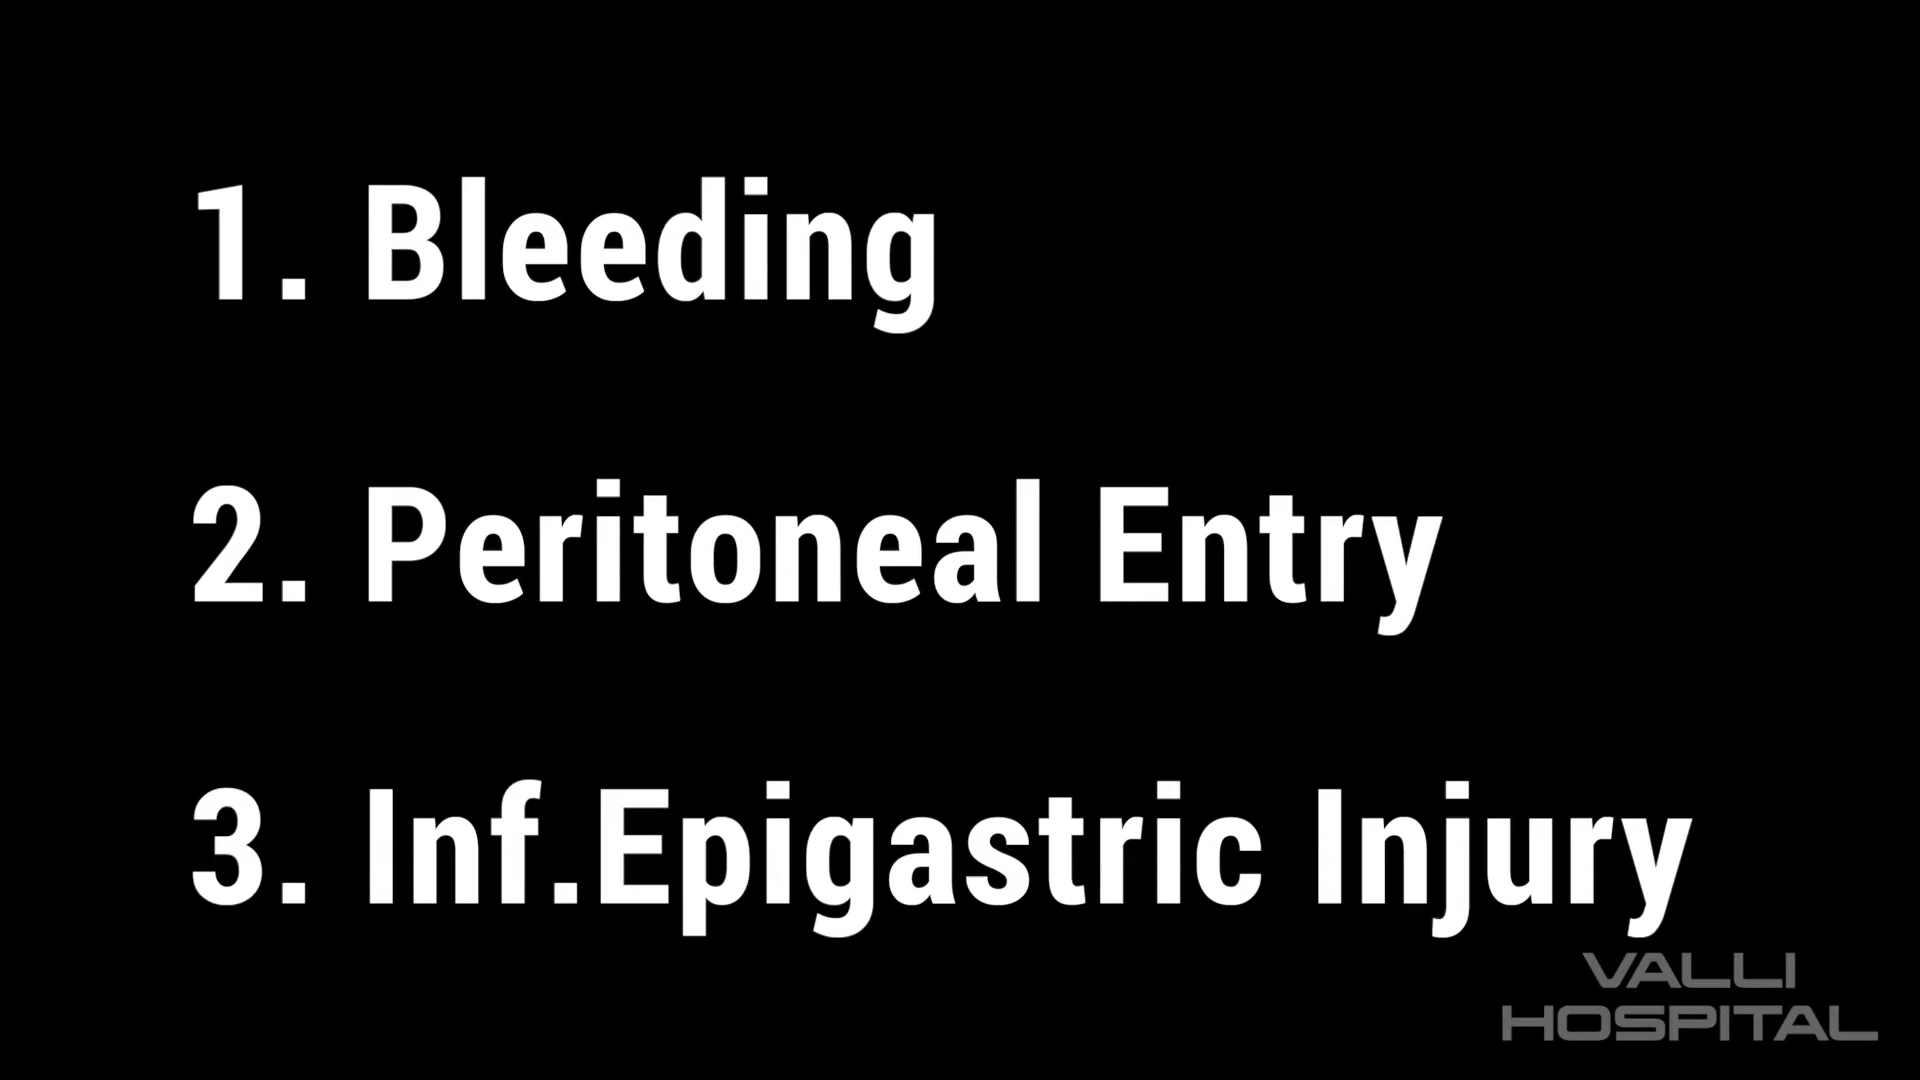 1. Bleeding
2. Peritoneal Entry
3. Inf.Epigastric Injury
VALLI
HOSPITAL